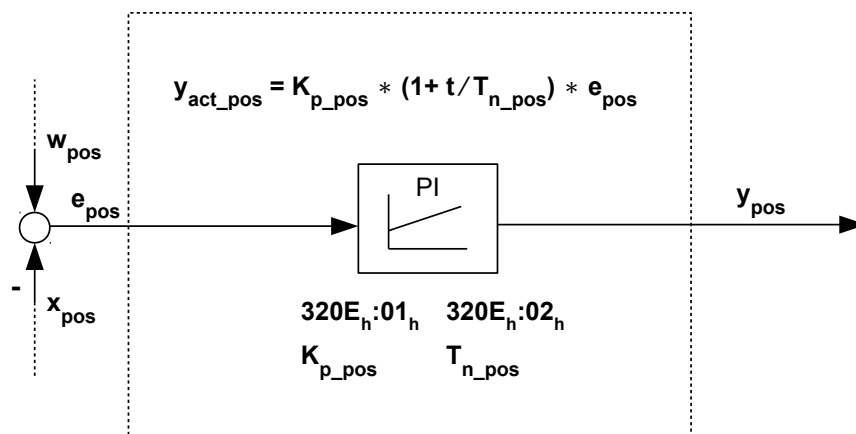 y_act_pos = K_p_pos * (1+ t/T_n_pos) * e_pos
w_pos
e_pos
PI
y_pos
-
x_pos
320E_h:01_h 320E_h:02_h
K_p_pos T_n_pos